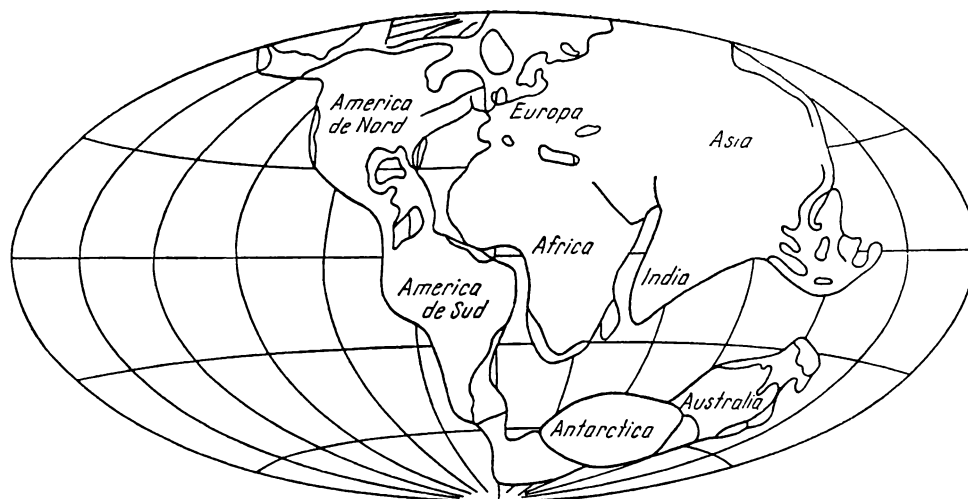 America
de Nord
Europa
Asia
Africa
India
America
de Sud
Australia
Antarctica